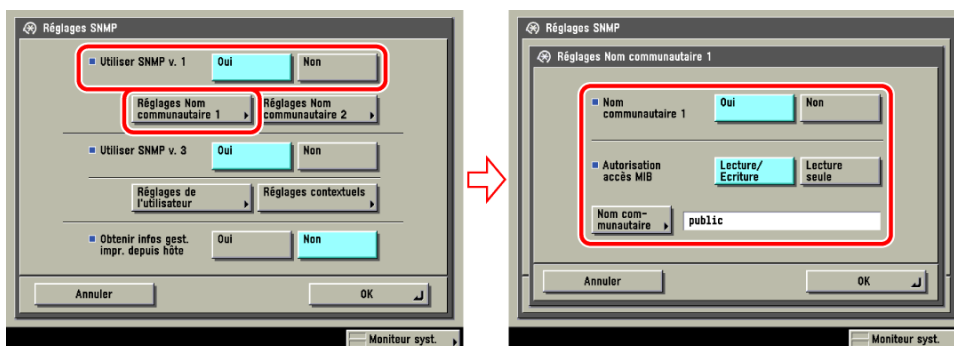 Réglages SNMP
Utiliser SNMP v. 1
Oui
Non
Réglages Nom
communautaire 1
Réglages Nom
communautaire 2
Utiliser SNMP v. 3
Oui
Non
Réglages de
l'utilisateur
Réglages contextuels
Obtenir infos gest.
impr. depuis hôte
Oui
Non
Annuler
OK
Moniteur syst.
Réglages SNMP
Réglages Nom communautaire 1
Nom
communautaire 1
Oui
Non
Autorisation
accès MIB
Lecture/
Ecriture
Lecture
seule
Nom com-
munautaire
public
Annuler
OK
Moniteur syst.